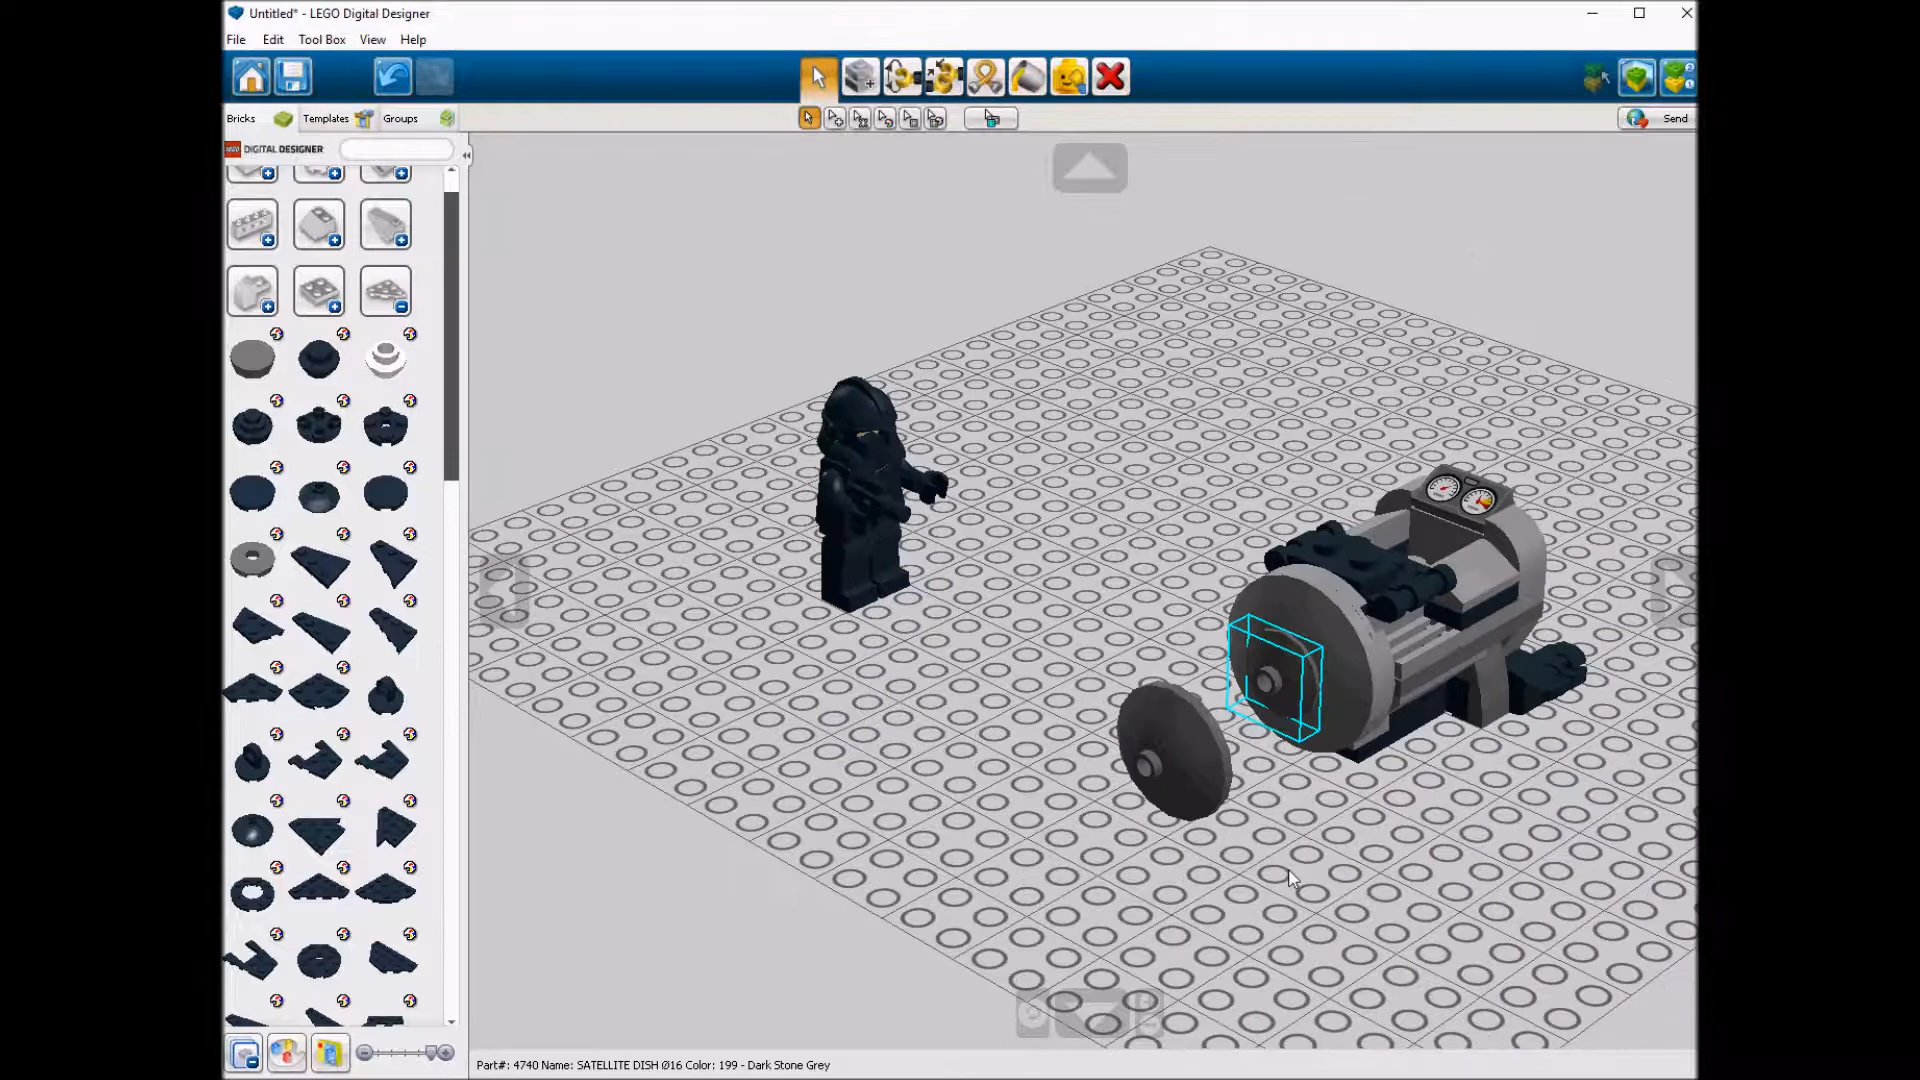 Untitled* - LEGO Digital Designer
File Edit Tool Box View Help
Bricks Templates Groups
Send
LEGO DIGITAL DESIGNER
Part#: 4740 Name: SATELLITE DISH Ø16 Color: 199 - Dark Stone Grey